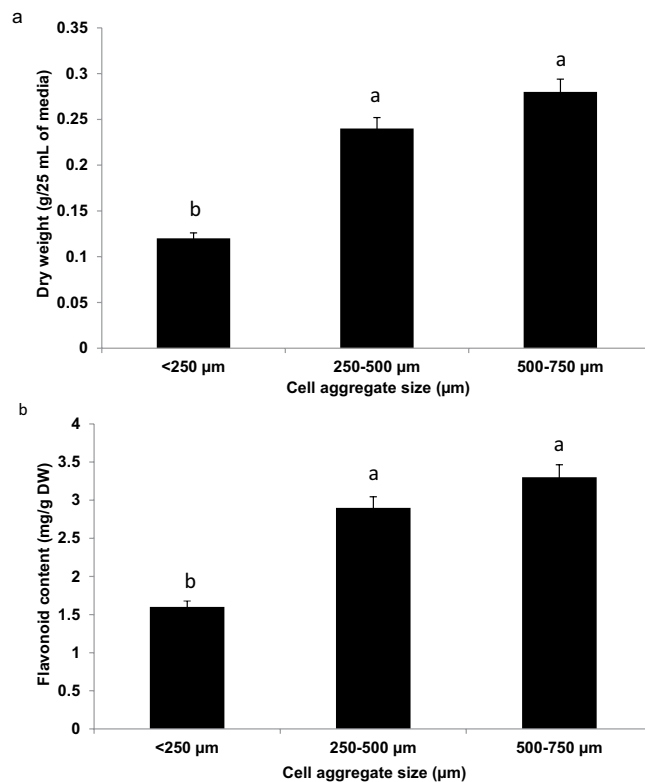 a
Dry weight (g/25 mL of media)
0.35
0.3
0.25
0.2
0.15
0.1
0.05
0
b
a
a
<250 µm
250-500 µm
500-750 µm
Cell aggregate size (µm)
b
Flavonoid content (mg/g DW)
4
3.5
3
2.5
2
1.5
1
0.5
0
b
a
a
<250 µm
250-500 µm
500-750 µm
Cell aggregate size (µm)